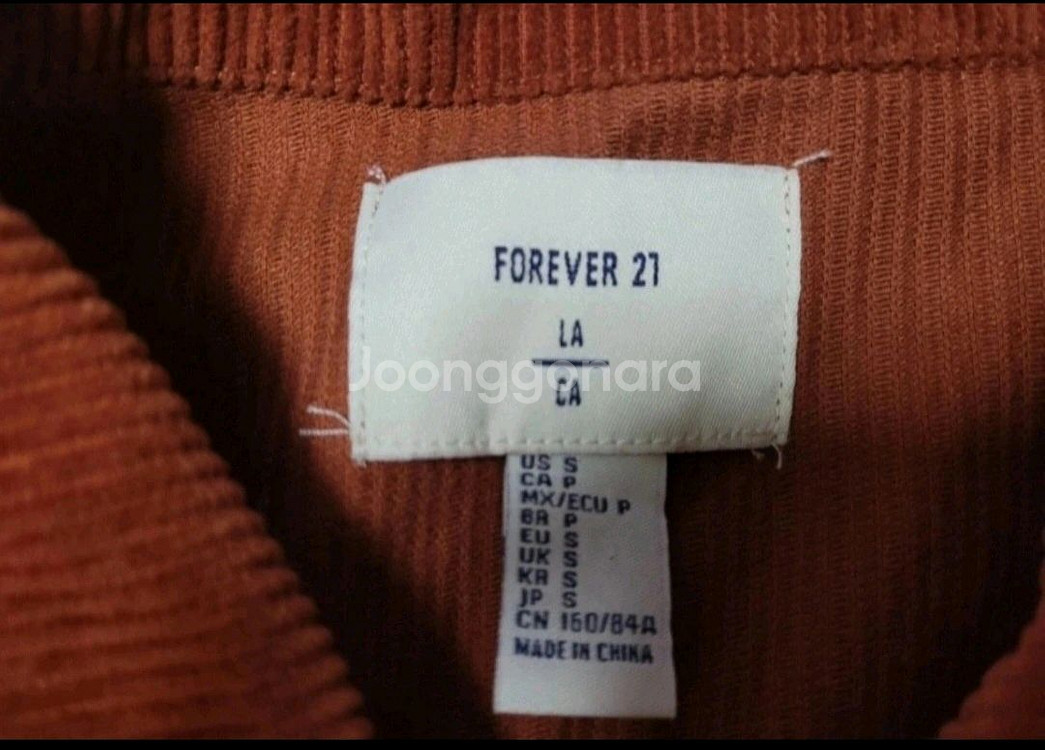 FOREVER 21
LA
CA
Joonggonara
US S
CA P
MX/ECU P
BR P
EU S
UK S
KR S
JP S
CN 160/84A
MADE IN CHINA